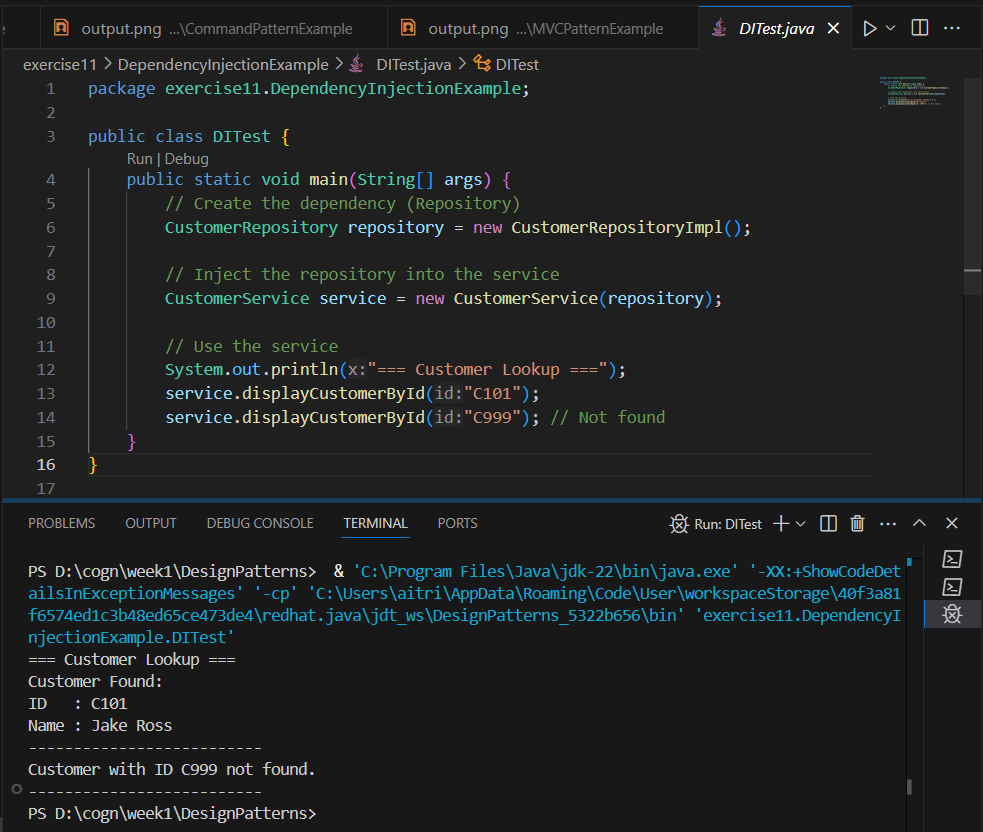 output.png ...\CommandPatternExample output.png ...\MVCPatternExample DITest.java
exercise11 > DependencyInjectionExample > DITest.java > DITest
1 package exercise11.DependencyInjectionExample;
2
3 public class DITest {
Run | Debug
4 public static void main(String[] args) {
5 // Create the dependency (Repository)
6 CustomerRepository repository = new CustomerRepositoryImpl();
7
8 // Inject the repository into the service
9 CustomerService service = new CustomerService(repository);
10
11 // Use the service
12 System.out.println(x:"=== Customer Lookup ===");
13 service.displayCustomerById(id:"C101");
14 service.displayCustomerById(id:"C999"); // Not found
15 }
16 }
17
PROBLEMS OUTPUT DEBUG CONSOLE TERMINAL PORTS Run: DITest
PS D:\cogn\week1\DesignPatterns> & 'C:\Program Files\Java\jdk-22\bin\java.exe' '-XX:+ShowCodeDet
ailsInExceptionMessages' '-cp' 'C:\Users\aitri\AppData\Roaming\Code\User\workspaceStorage\40f3a81
f6574ed1c3b48ed65ce473de4\redhat.java\jdt_ws\DesignPatterns_5322b656\bin' 'exercise11.DependencyI
njectionExample.DITest'
=== Customer Lookup ===
Customer Found:
ID   : C101
Name : Jake Ross
--------------------------
Customer with ID C999 not found.
--------------------------
PS D:\cogn\week1\DesignPatterns>